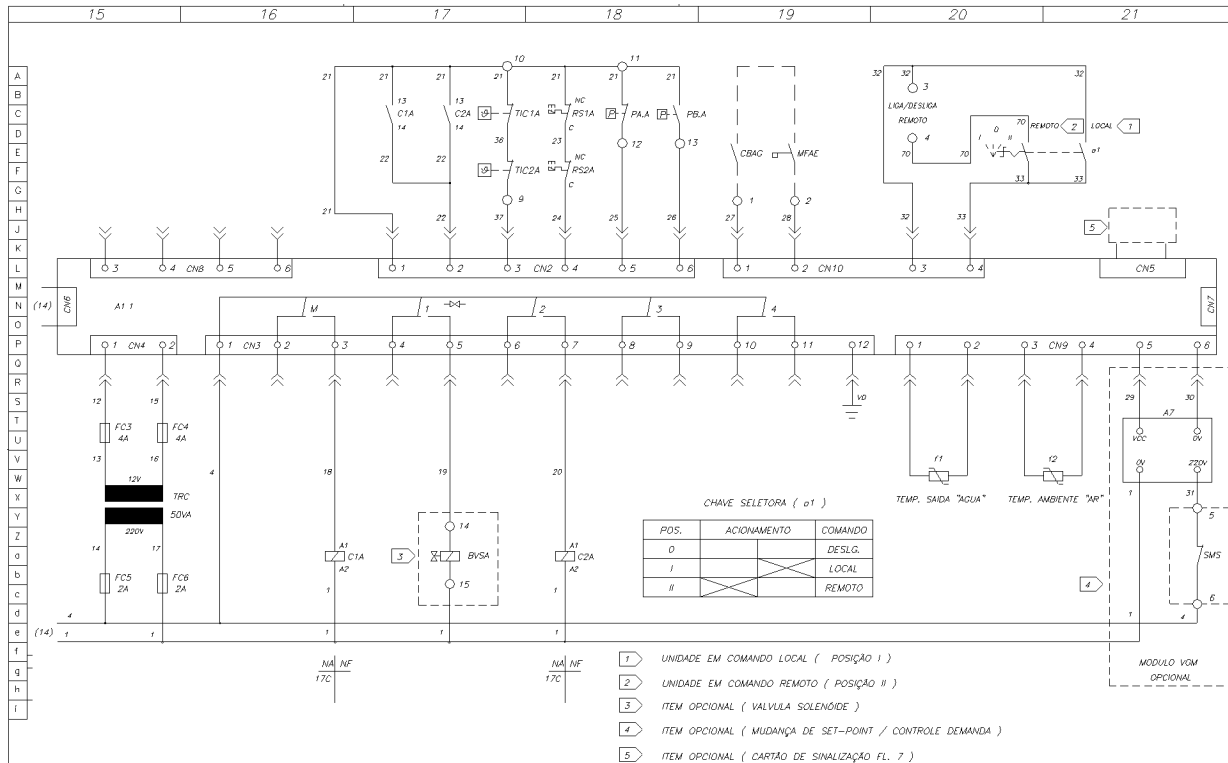 15 16 17 18 19 20 21
A
B
C
D
E
F
G
H
J
K
L
M
N
O
P
Q
R
S
T
U
V
W
X
Y
Z
a
b
c
d
e
f
g
h
i
21 21 21 10 21 21 11 21 21 32 32 32
13 C1A 14
13 C2A 14
TIC1A
NC RS1A C
PA.A
PB.A
3
LIGA/DESLIGA
REMOTO
4
70 70 70
I 0 II
REMOTO 2 LOCAL 1
a1
22 22 36 23 12 13
TIC2A
NC RS2A C
CBAG MFAE
33 33
9 1 2
21 22 37 24 25 26 27 28 32 33
5
3 4 CN8 5 6
1 2 3 CN2 4 5 6
1 2 CN10 3 4
CN5
(14) CN6 A1.1 CN7
M 1 2 3 4
1 CN4 2
1 CN3 2 3 4 5 6 7 8 9 10 11 12
1 2 3 CN9 4 5 6
12 15 VD 29 30
FC3 4A
FC4 4A
A7
VCC 0V
0V 220V
13 16 4 18 19 20
12V
TRC
50VA
220V
f1 f2
TEMP. SAIDA "AGUA" TEMP. AMBIENTE "AR"
1 31
14 17
FC5 2A
FC6 2A
A1 C1A A2
3 14 BVSA 15
A1 C2A A2
5
SMS
6
4
CHAVE SELETORA ( a1 )
POS. ACIONAMENTO COMANDO
0 DESLG.
I LOCAL
II REMOTO
1 1 1
4 4
(14) 1 1 1 1 1
NA NF
17C
NA NF
17C
MODULO VOM
OPCIONAL
1 UNIDADE EM COMANDO LOCAL ( POSIÇÃO I )
2 UNIDADE EM COMANDO REMOTO ( POSIÇÃO II )
3 ITEM OPCIONAL ( VALVULA SOLENÓIDE )
4 ITEM OPCIONAL ( MUDANÇA DE SET-POINT / CONTROLE DEMANDA )
5 ITEM OPCIONAL ( CARTÃO DE SINALIZAÇÃO FL. 7 )